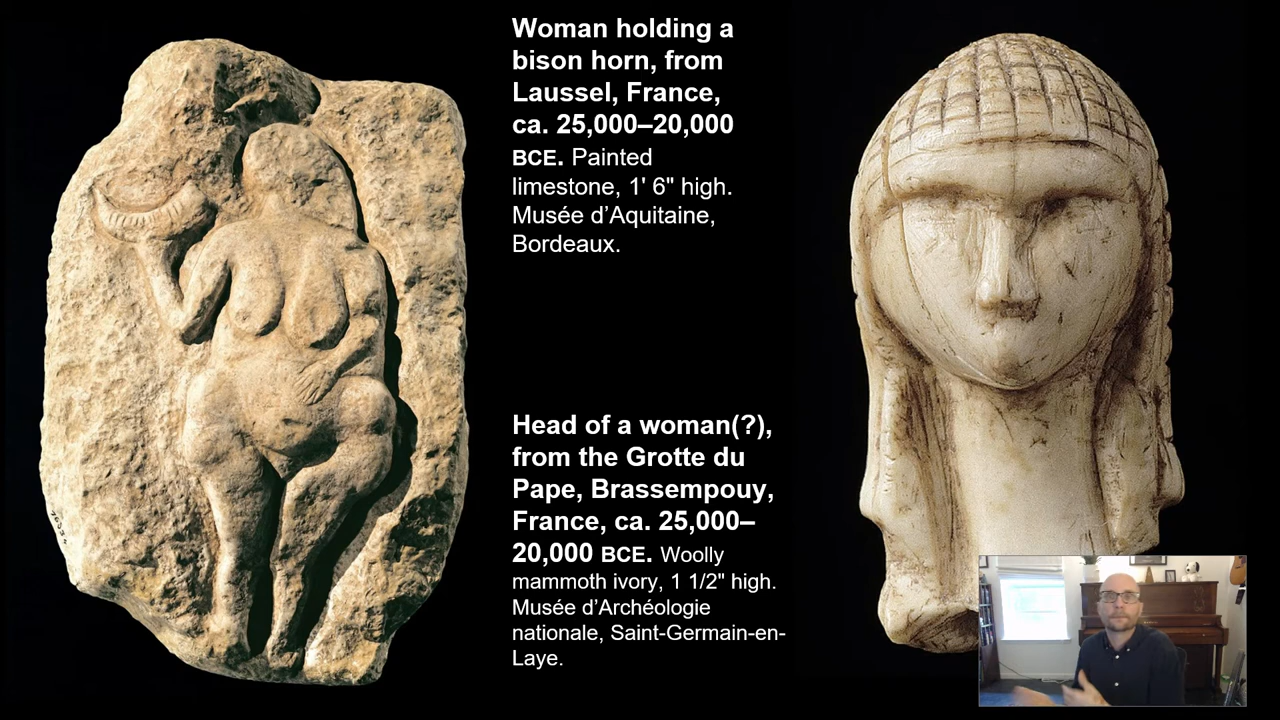 Woman holding a
bison horn, from
Laussel, France,
ca. 25,000–20,000
BCE. Painted
limestone, 1' 6" high.
Musée d’Aquitaine,
Bordeaux.
Head of a woman(?),
from the Grotte du
Pape, Brassempouy,
France, ca. 25,000–
20,000 BCE. Woolly
mammoth ivory, 1 1/2" high.
Musée d’Archéologie
nationale, Saint-Germain-en-
Laye.